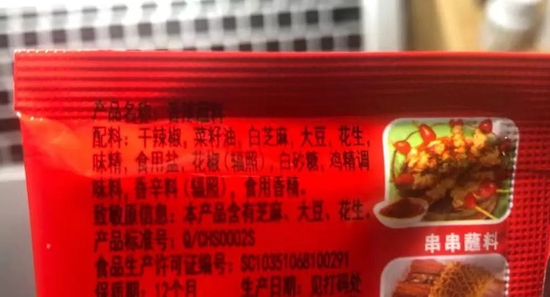 产品名称：香辣蘸料
配料：干辣椒，菜籽油，白芝麻，大豆，花生，
味精，食用盐，花椒（辐照）白砂糖，鸡精调
味料，香辛料（辐照），食用香精。
致敏原信息：本产品含有芝麻、大豆、花生。
产品标准号：Q/CHS0002S
食品生产许可证编号：SC10351068100291
保质期：12个月 生产日期：见打码处
串串蘸料